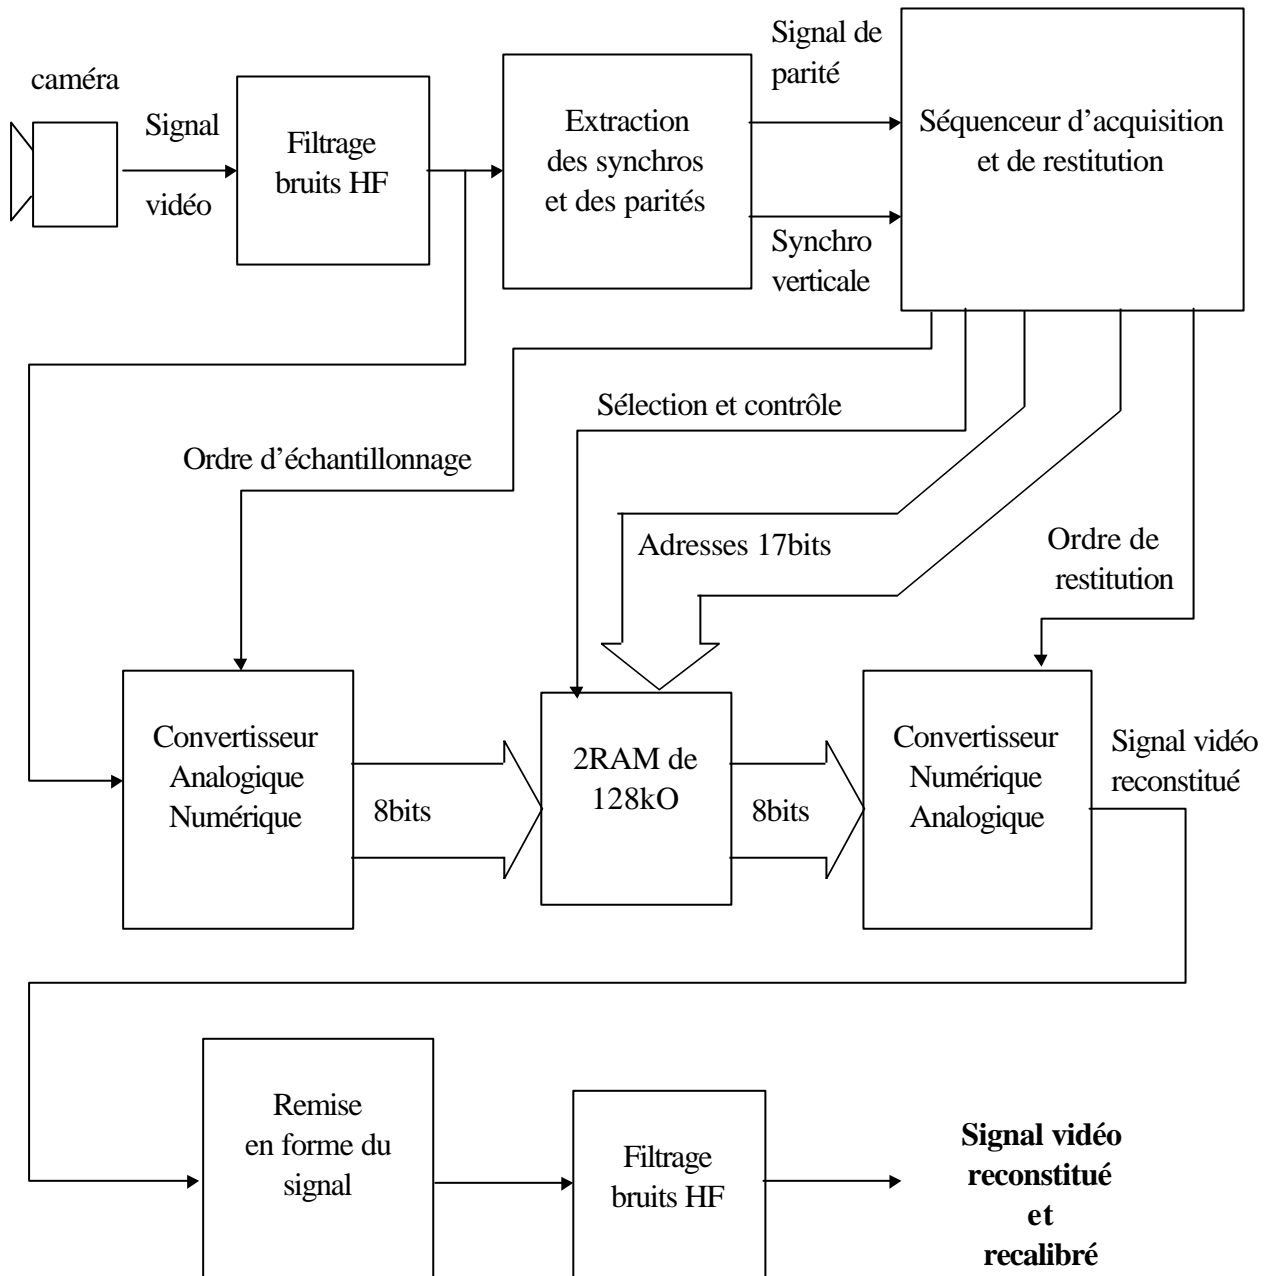 caméra
Signal
vidéo
Filtrage
bruits HF
Extraction
des synchros
et des parités
Signal de
parité
Synchro
verticale
Séquenceur d’acquisition
et de restitution
Sélection et contrôle
Ordre d’échantillonnage
Adresses 17bits
Ordre de
restitution
Convertisseur
Analogique
Numérique
8bits
2RAM de
128kO
8bits
Convertisseur
Numérique
Analogique
Signal vidéo
reconstitué
Remise
en forme du
signal
Filtrage
bruits HF
Signal vidéo
reconstitué
et
recalibré